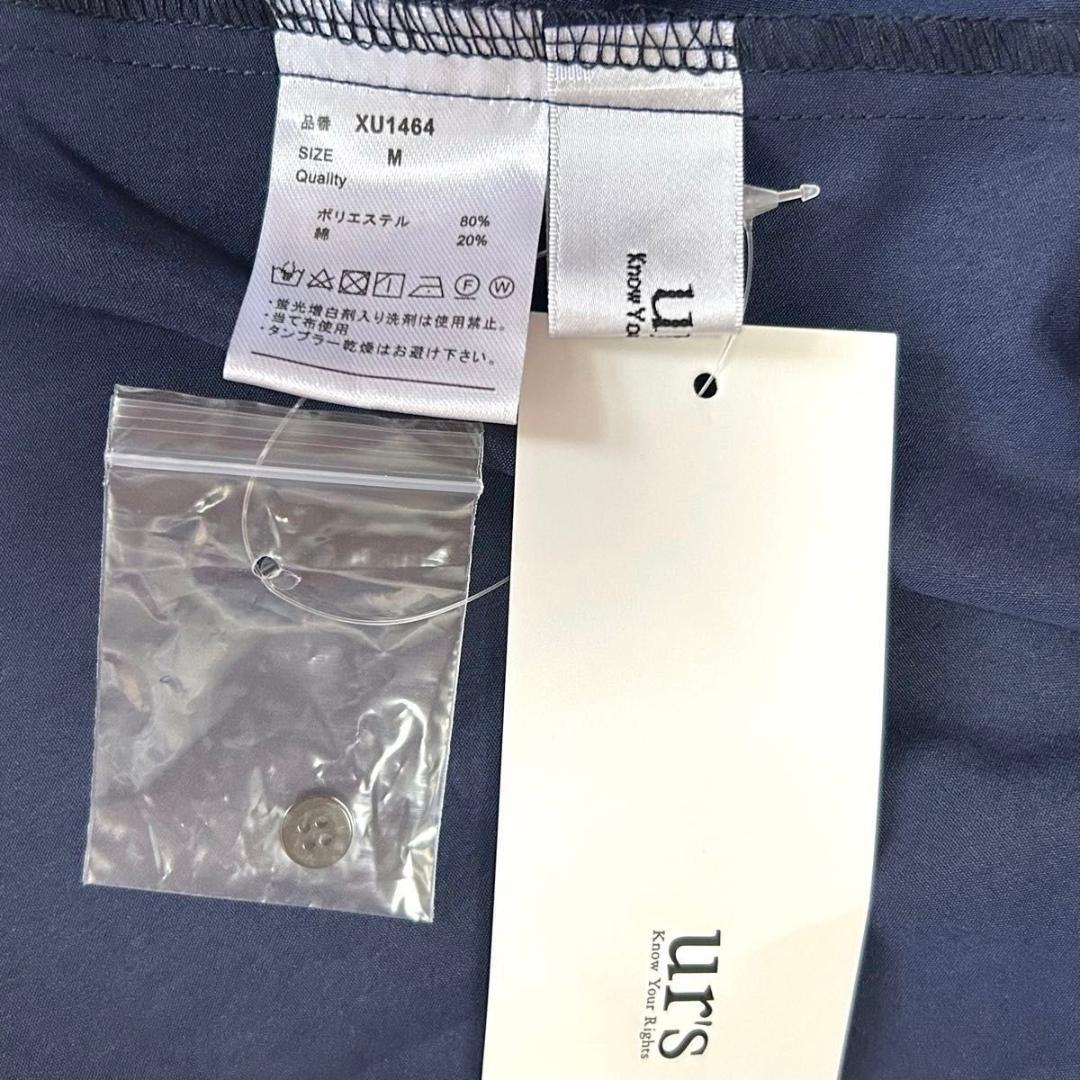 品番 XU1464
SIZE M
Quality
ポリエステル 80%
綿 20%
F W
・蛍光増白剤入り洗剤は使用禁止。
・当て布使用
・タンブラー乾燥はお避け下さい。
Know
ur's
Know Your Rights